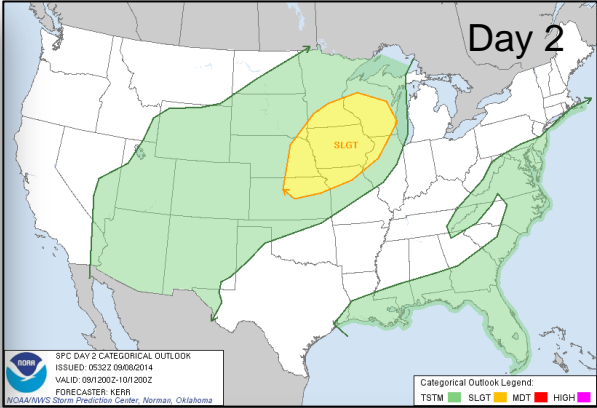 Day 2
SLGT
NOAA
SPC DAY 2 CATEGORICAL OUTLOOK
ISSUED: 0532Z 09/08/2014
VALID: 09/1200Z-10/1200Z
FORECASTER: KERR
NOAA/NWS Storm Prediction Center, Norman, Oklahoma
Categorical Outlook Legend:
TSTM SLGT MDT HIGH